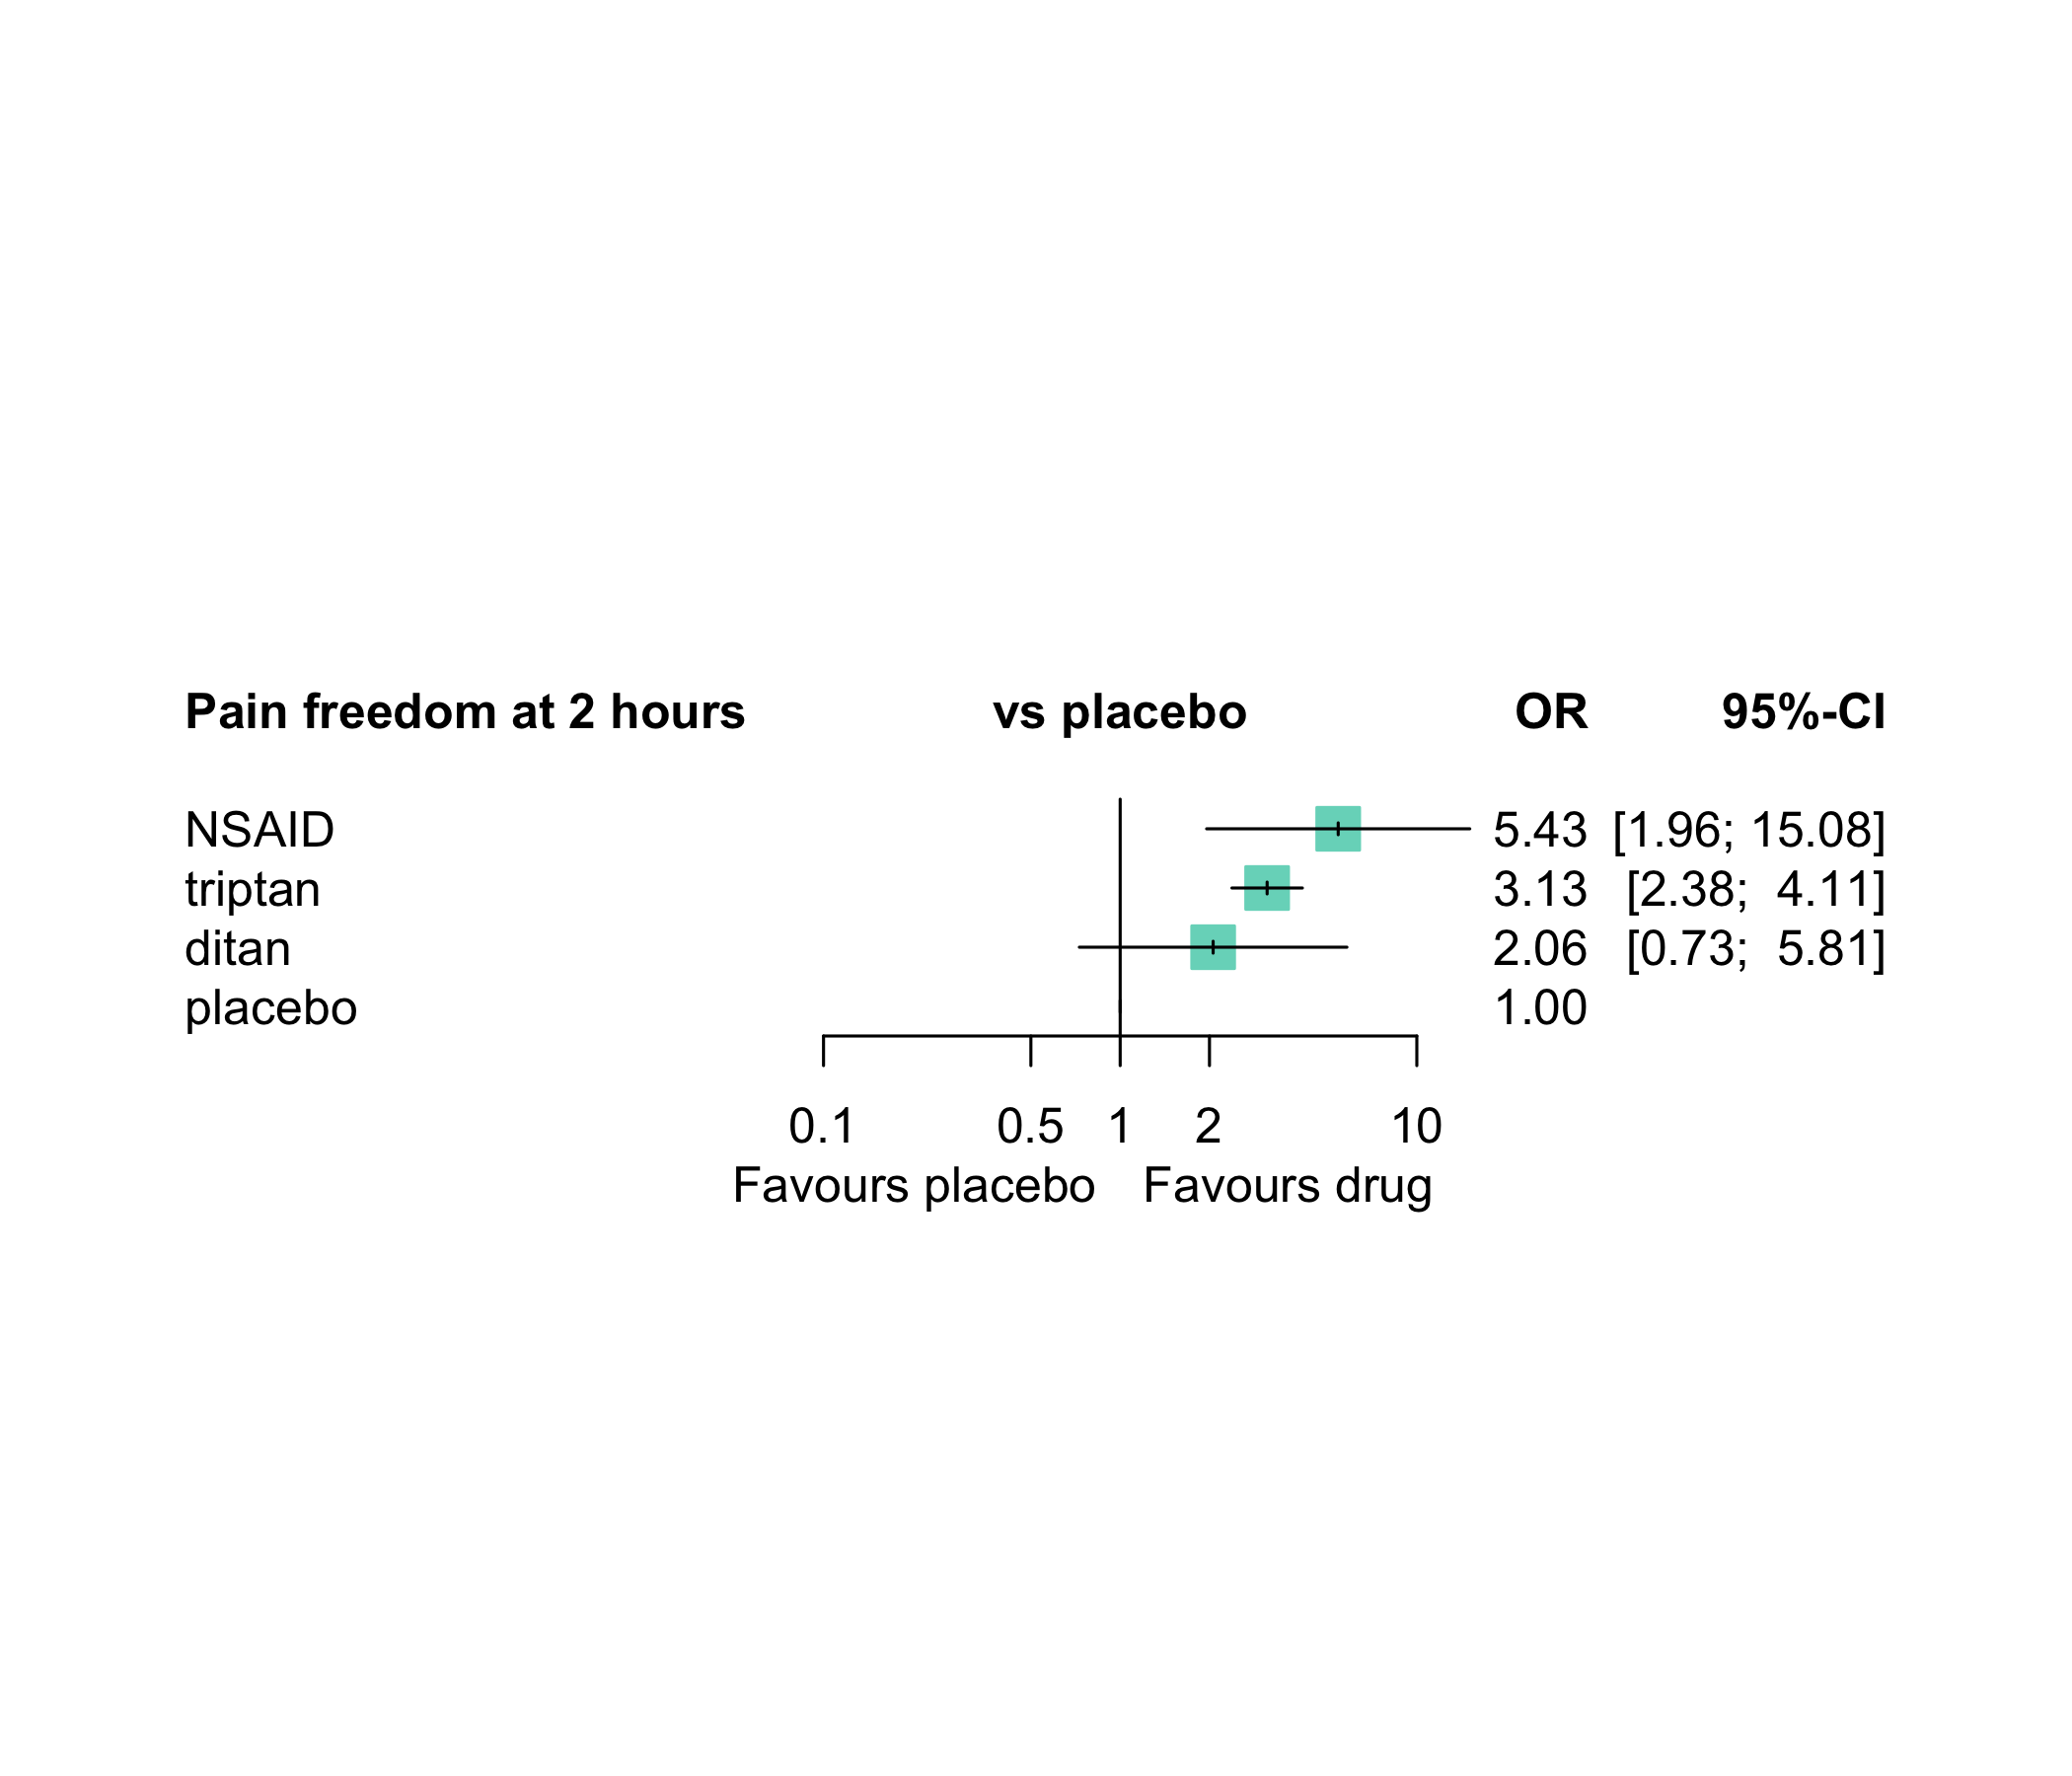 Pain freedom at 2 hours vs placebo OR 95%-CI
NSAID 5.43 [1.96; 15.08]
triptan 3.13 [2.38; 4.11]
ditan 2.06 [0.73; 5.81]
placebo 1.00
0.1 0.5 1 2 10
Favours placebo Favours drug